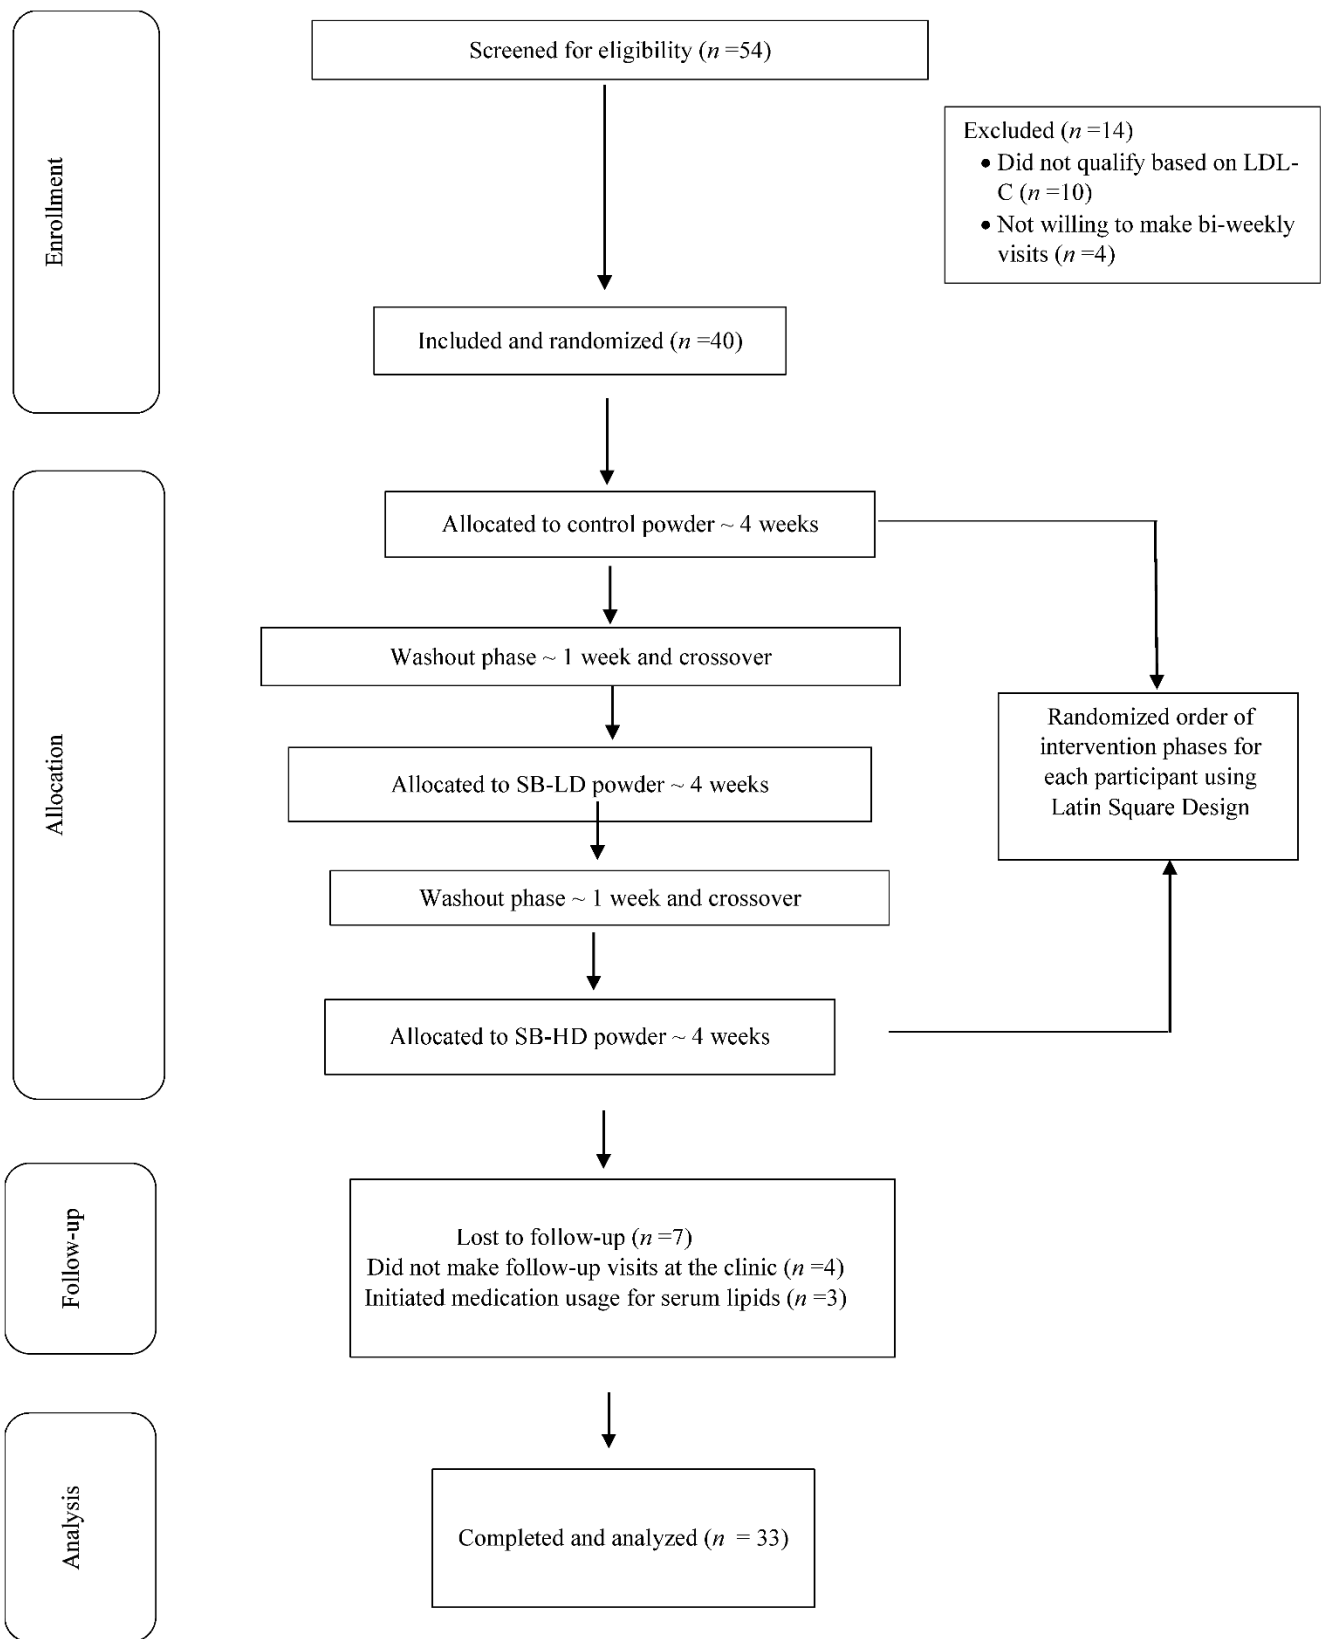 Enrollment
Screened for eligibility (n =54)
Excluded (n =14)
• Did not qualify based on LDL-
C (n =10)
• Not willing to make bi-weekly
visits (n =4)
Included and randomized (n =40)
Allocation
Allocated to control powder ~ 4 weeks
Washout phase ~ 1 week and crossover
Allocated to SB-LD powder ~ 4 weeks
Washout phase ~ 1 week and crossover
Allocated to SB-HD powder ~ 4 weeks
Randomized order of
intervention phases for
each participant using
Latin Square Design
Follow-up
Lost to follow-up (n =7)
Did not make follow-up visits at the clinic (n =4)
Initiated medication usage for serum lipids (n =3)
Analysis
Completed and analyzed (n = 33)